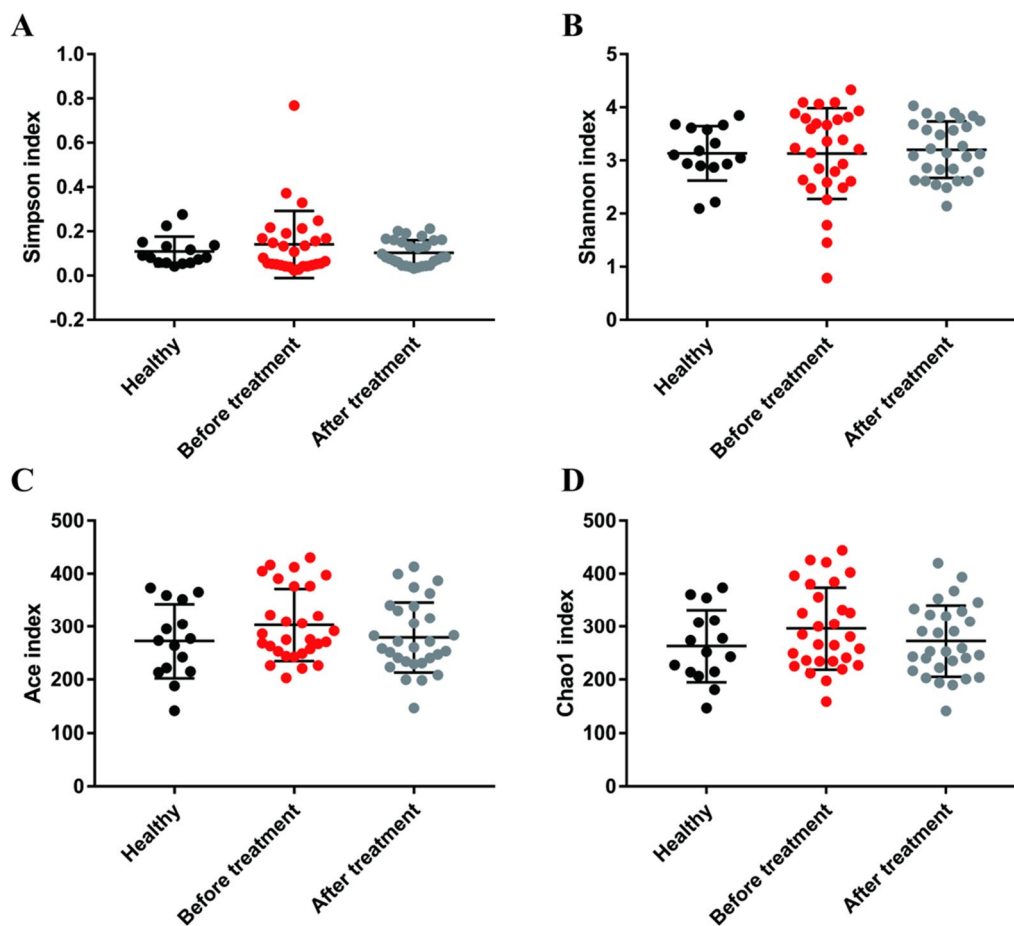 A
Simpson index
1.0
0.8
0.6
0.4
0.2
0.0
-0.2
Healthy
Before treatment
After treatment
B
Shannon index
5
4
3
2
1
0
Healthy
Before treatment
After treatment
C
Ace index
500
400
300
200
100
0
Healthy
Before treatment
After treatment
D
Chao1 index
500
400
300
200
100
0
Healthy
Before treatment
After treatment